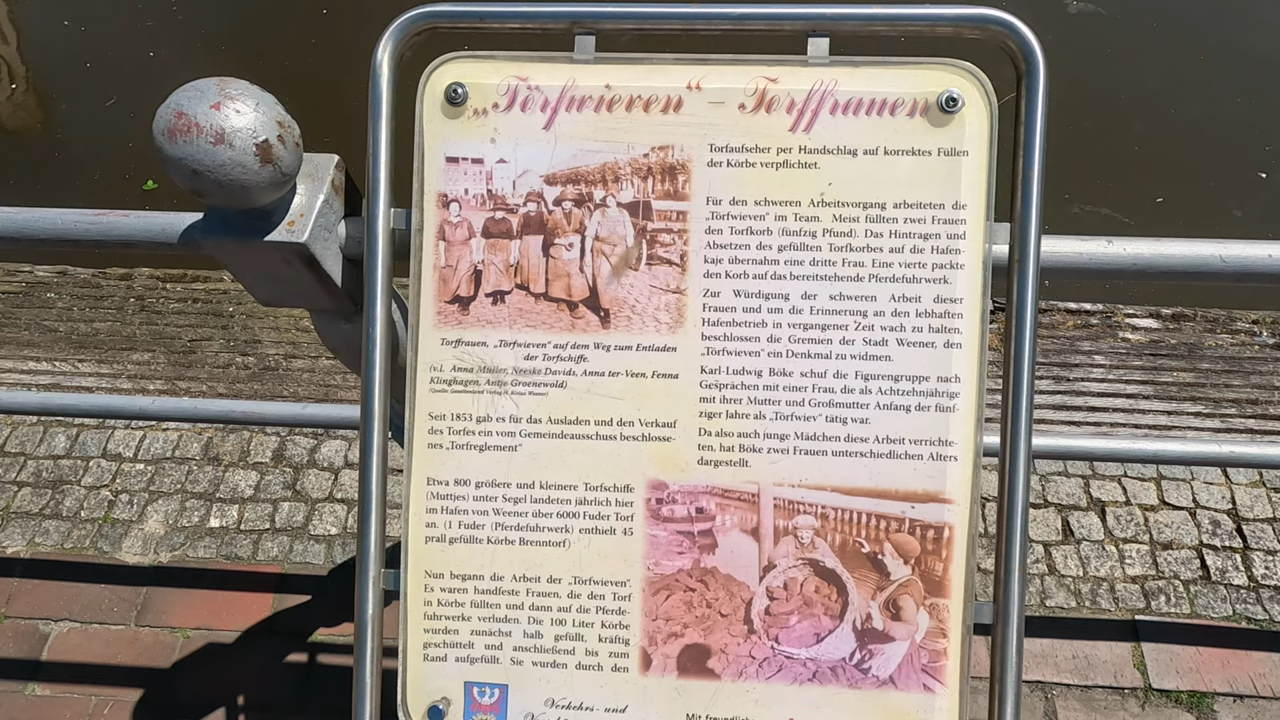 „Törfwieven“ – Torffrauen
Torffrauen, „Törfwieven“ auf dem Weg zum Entladen
der Torfschiffe.
(v.l. Anna Müller, Neeske Davids, Anna ter-Veen, Fenna
Klinghagen, Antje Groenewold)
(Quelle: Verlag H. Risius Weener)
Seit 1853 gab es für das Ausladen und den Verkauf
des Torfes ein vom Gemeindeausschuss beschlosse-
nes „Torfreglement“
Etwa 800 größere und kleinere Torfschiffe
(Muttjes) unter Segel landeten jährlich hier
im Hafen von Weener über 6000 Fuder Torf
an. (1 Fuder (Pferdefuhrwerk) enthielt 45
prall gefüllte Körbe Brenntorf)
Nun begann die Arbeit der „Törfwieven“.
Es waren handfeste Frauen, die den Torf
in Körbe füllten und dann auf die Pferde-
fuhrwerke verluden. Die 100 Liter Körbe
wurden zunächst halb gefüllt, kräftig
geschüttelt und anschließend bis zum
Rand aufgefüllt. Sie wurden durch den
Torfaufseher per Handschlag auf korrektes Füllen
der Körbe verpflichtet.
Für den schweren Arbeitsvorgang arbeiteten die
„Törfwieven“ im Team. Meist füllten zwei Frauen
den Torfkorb (fünfzig Pfund). Das Hintragen und
Absetzen des gefüllten Torfkorbes auf die Hafen-
kaje übernahm eine dritte Frau. Eine vierte packte
den Korb auf das bereitstehende Pferdefuhrwerk.
Zur Würdigung der schweren Arbeit dieser
Frauen und um die Erinnerung an den lebhaften
Hafenbetrieb in vergangener Zeit wach zu halten,
beschlossen die Gremien der Stadt Weener, den
„Törfwieven“ ein Denkmal zu widmen.
Karl-Ludwig Böke schuf die Figurengruppe nach
Gesprächen mit einer Frau, die als Achtzehnjährige
mit ihrer Mutter und Großmutter Anfang der fünf-
ziger Jahre als „Törfwiev“ tätig war.
Da also auch junge Mädchen diese Arbeit verrichte-
ten, hat Böke zwei Frauen unterschiedlichen Alters
dargestellt.
Verkehrs- und
Mit